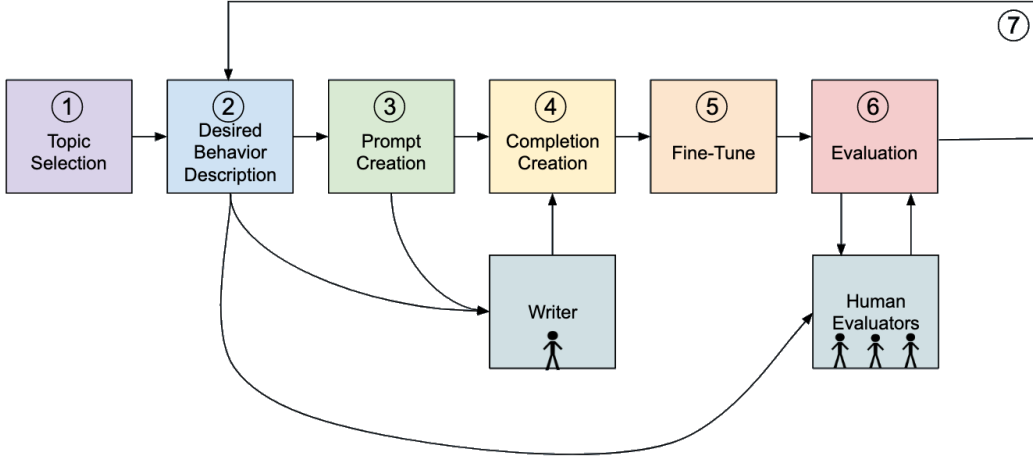 7
1
Topic
Selection
2
Desired
Behavior
Description
3
Prompt
Creation
4
Completion
Creation
5
Fine-Tune
6
Evaluation
Writer
Human
Evaluators